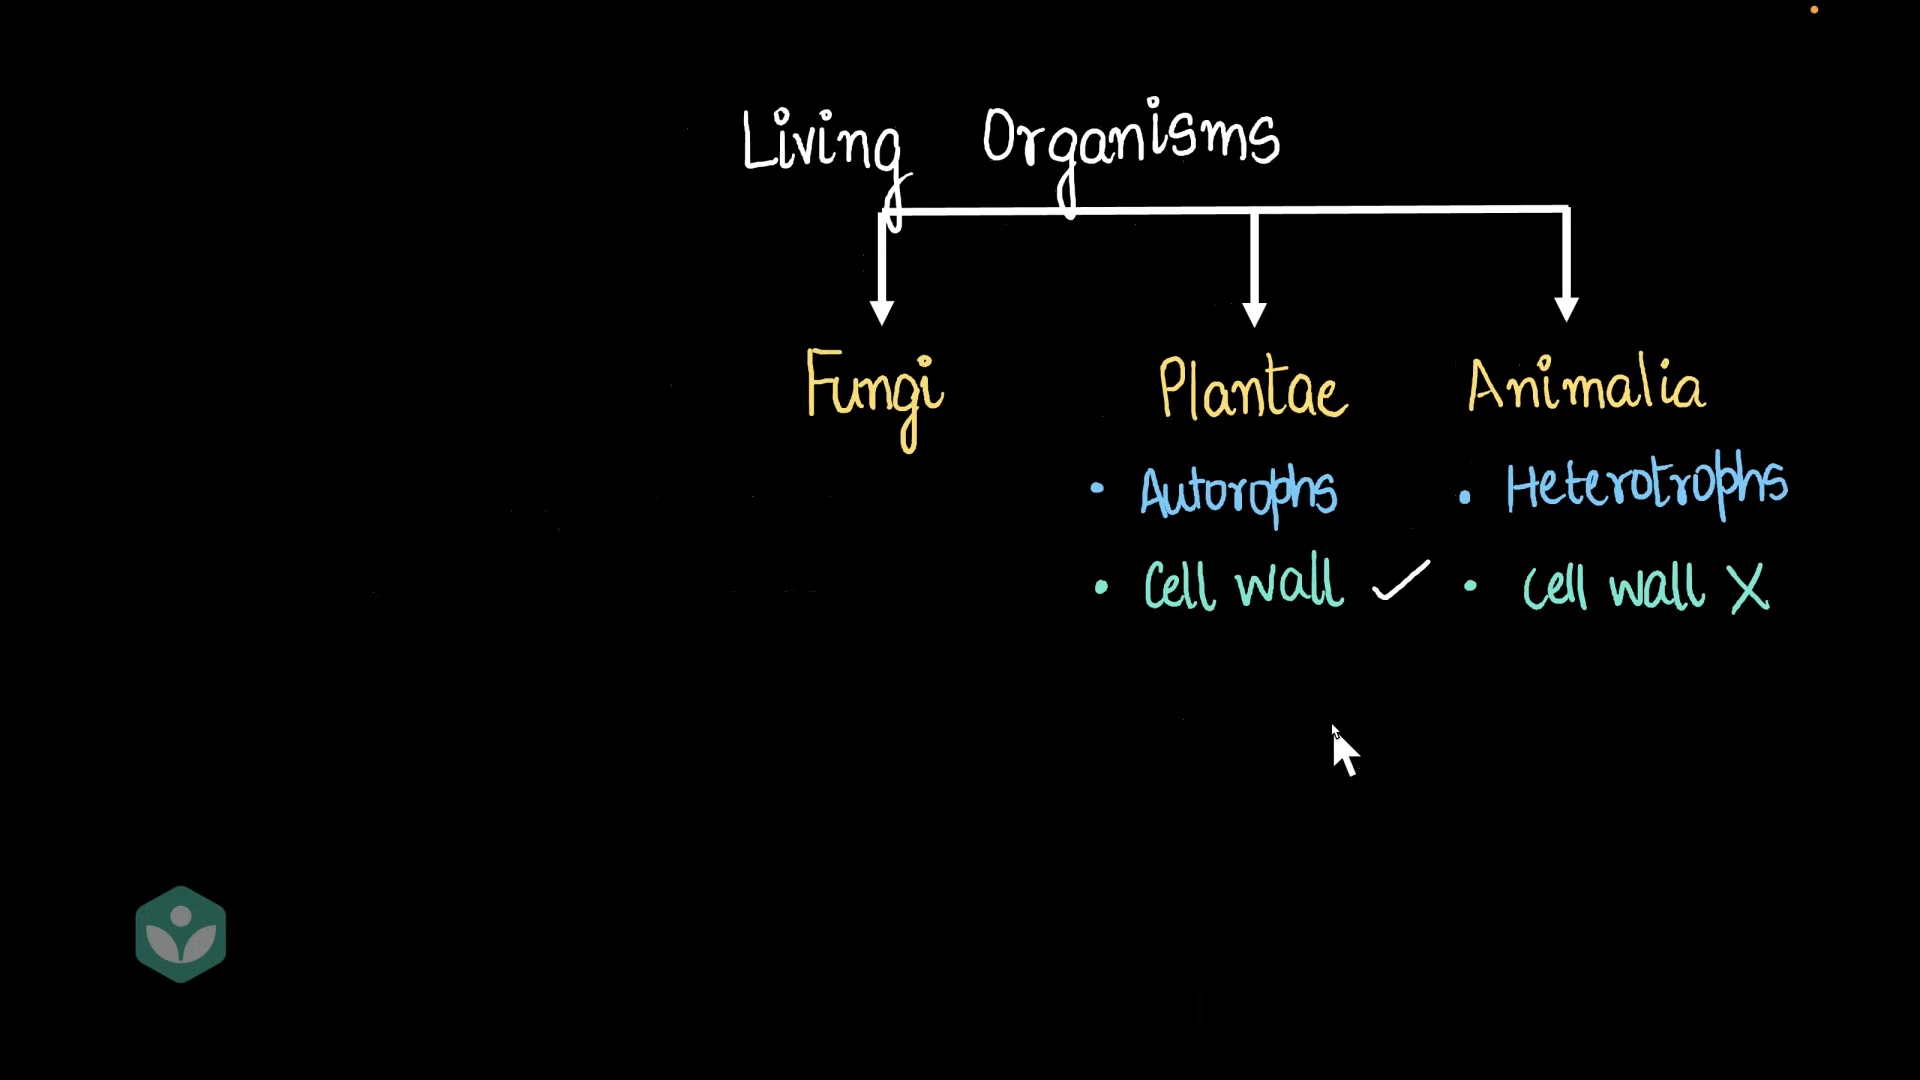 Living Organisms
Fungi Plantae Animalia
• Autorophs • Heterotrophs
• Cell wall ✓ • Cell wall X